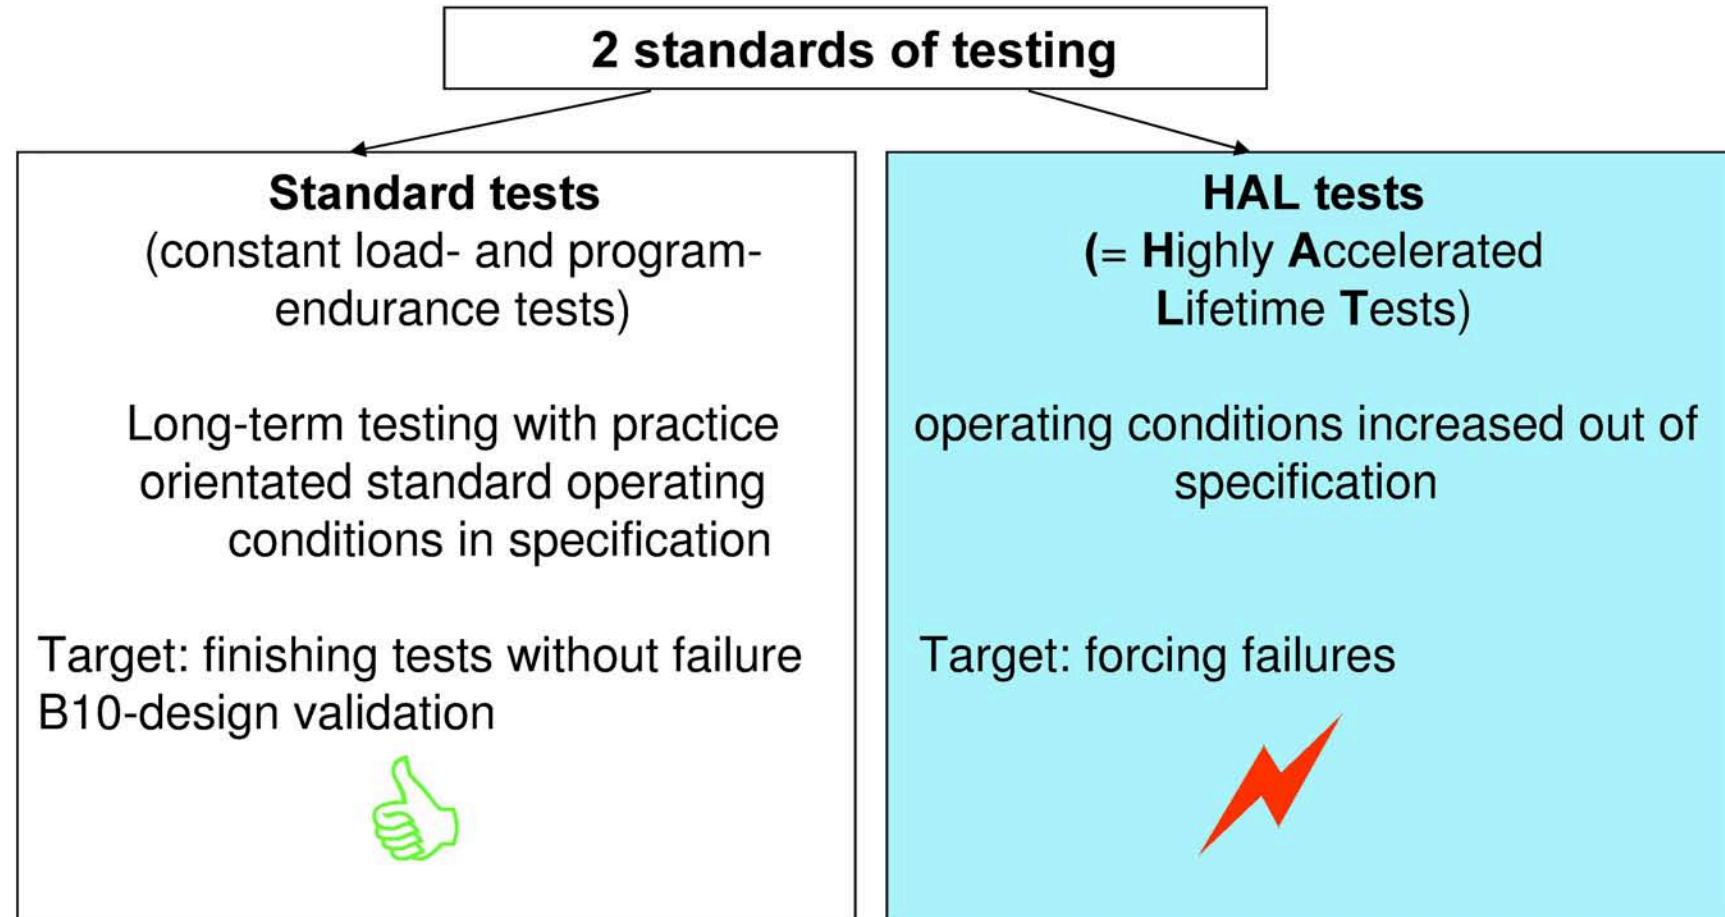 2 standards of testing
Standard tests
(constant load- and program-
endurance tests)
Long-term testing with practice
orientated standard operating
conditions in specification
Target: finishing tests without failure
B10-design validation
HAL tests
(= Highly Accelerated
Lifetime Tests)
operating conditions increased out of
specification
Target: forcing failures